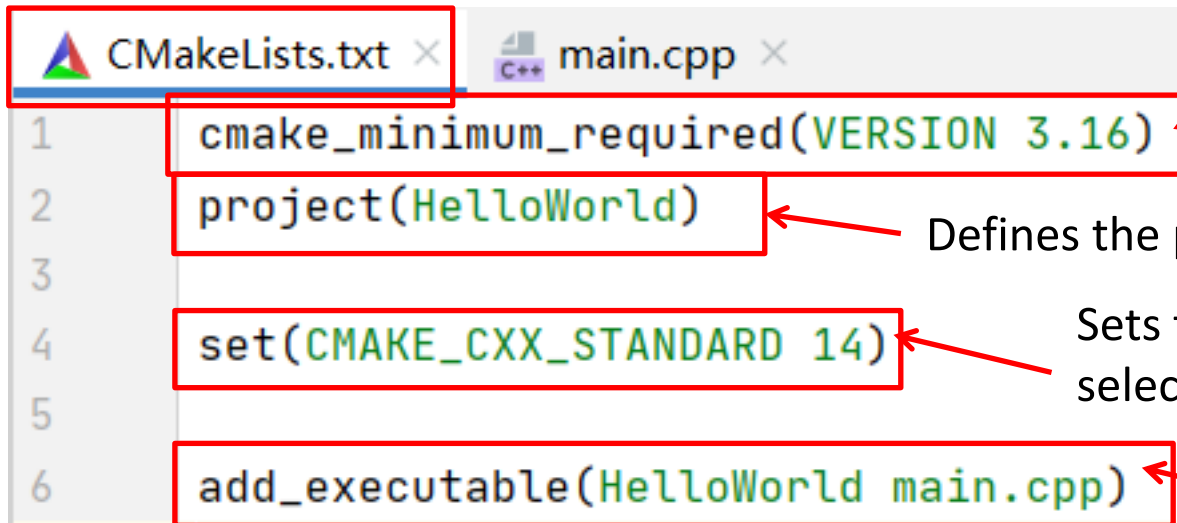 CMakeLists.txt × C++ main.cpp ×
1 cmake_minimum_required(VERSION 3.16)
2 project(HelloWorld)
Defines the
3
Sets
4 set(CMAKE_CXX_STANDARD 14)
5
6 add_executable(HelloWorld main.cpp)